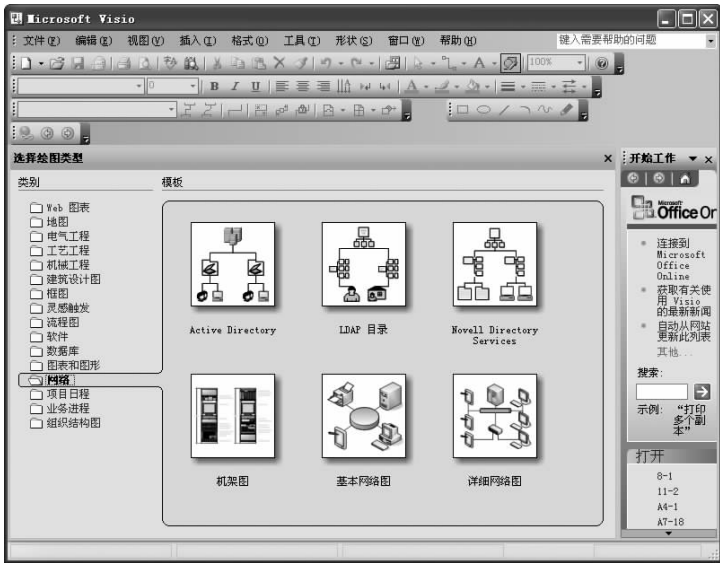 Microsoft Visio
文件(F) 编辑(E) 视图(V) 插入(I) 格式(O) 工具(T) 形状(S) 窗口(W) 帮助(H) 键入需要帮助的问题
100%
0 B I U
选择绘图类型
类别
模板
Web 图表
地图
电气工程
工艺工程
机械工程
建筑设计图
框图
灵感触发
流程图
软件
数据库
图表和图形
网络
项目日程
业务进程
组织结构图
Active Directory
LDAP 目录
Novell Directory
Services
机架图
基本网络图
详细网络图
开始工作
Microsoft
Office Or
连接到
Microsoft
Office
Online
获取有关使
用 Visio
的最新新闻
自动从网站
更新此列表
其他...
搜索:
示例: “打印
多个副
本”
打开
8-1
11-2
A4-1
A7-18